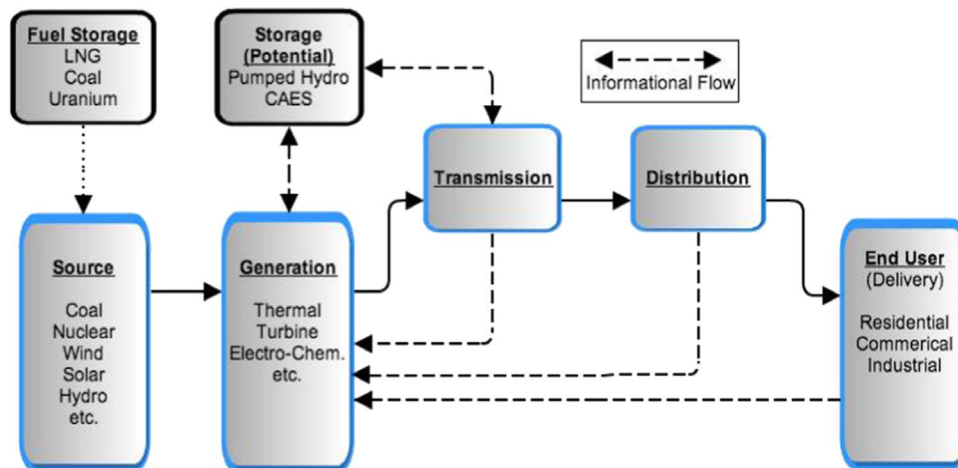 Fuel Storage
LNG
Coal
Uranium
Storage
(Potential)
Pumped Hydro
CAES
Informational Flow
Transmission
Distribution
Source
Coal
Nuclear
Wind
Solar
Hydro
etc.
Generation
Thermal
Turbine
Electro-Chem.
etc.
End User
(Delivery)
Residential
Commerical
Industrial